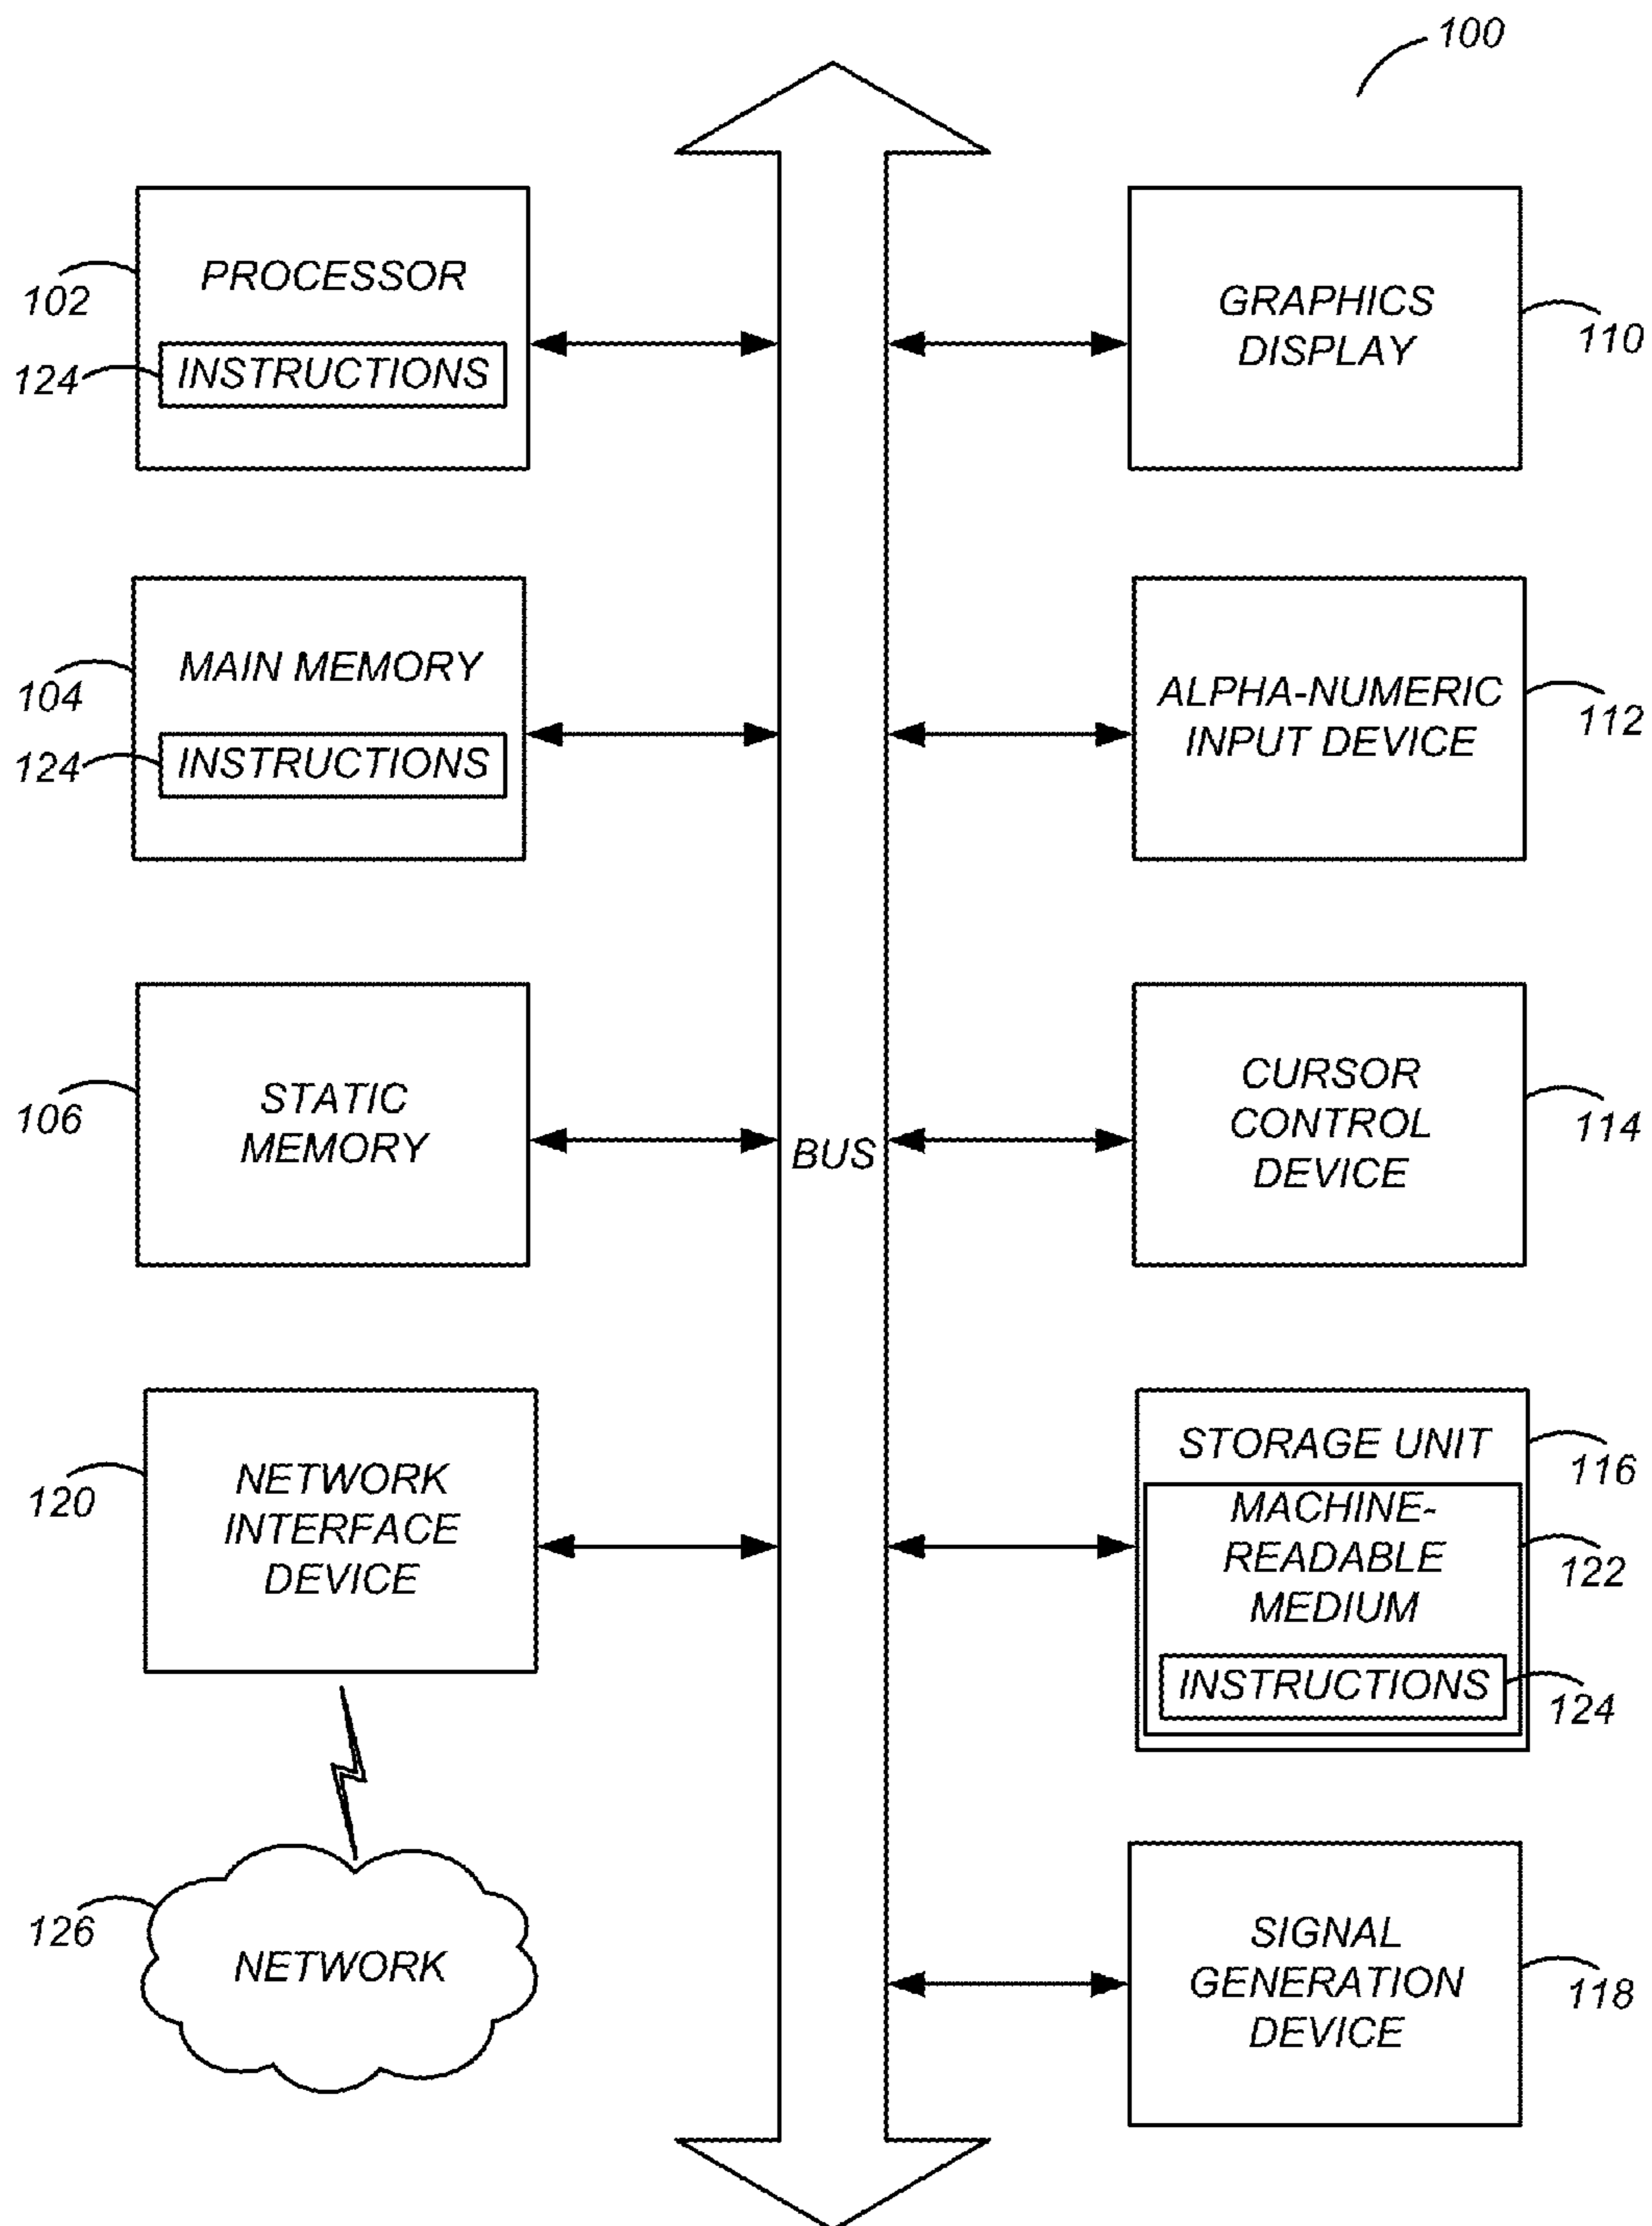 100
PROCESSOR
102
INSTRUCTIONS
124
MAIN MEMORY
104
INSTRUCTIONS
124
STATIC
MEMORY
106
NETWORK
INTERFACE
DEVICE
120
NETWORK
126
BUS
GRAPHICS
DISPLAY
110
ALPHA-NUMERIC
INPUT DEVICE
112
CURSOR
CONTROL
DEVICE
114
STORAGE UNIT
116
MACHINE-
READABLE
MEDIUM
122
INSTRUCTIONS
124
SIGNAL
GENERATION
DEVICE
118